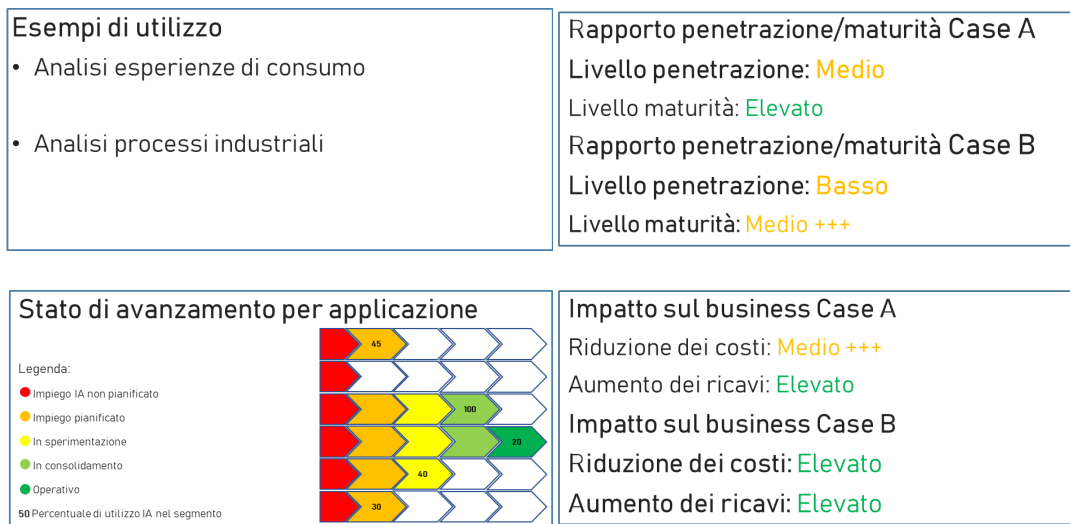 Esempi di utilizzo
• Analisi esperienze di consumo
• Analisi processi industriali
Rapporto penetrazione/maturità Case A
Livello penetrazione: Medio
Livello maturità: Elevato
Rapporto penetrazione/maturità Case B
Livello penetrazione: Basso
Livello maturità: Medio +++
Stato di avanzamento per applicazione
Legenda:
Impiego IA non pianificato
Impiego pianificato
In sperimentazione
In consolidamento
Operativo
50 Percentuale di utilizzo IA nel segmento
45
100
20
40
30
Impatto sul business Case A
Riduzione dei costi: Medio +++
Aumento dei ricavi: Elevato
Impatto sul business Case B
Riduzione dei costi: Elevato
Aumento dei ricavi: Elevato